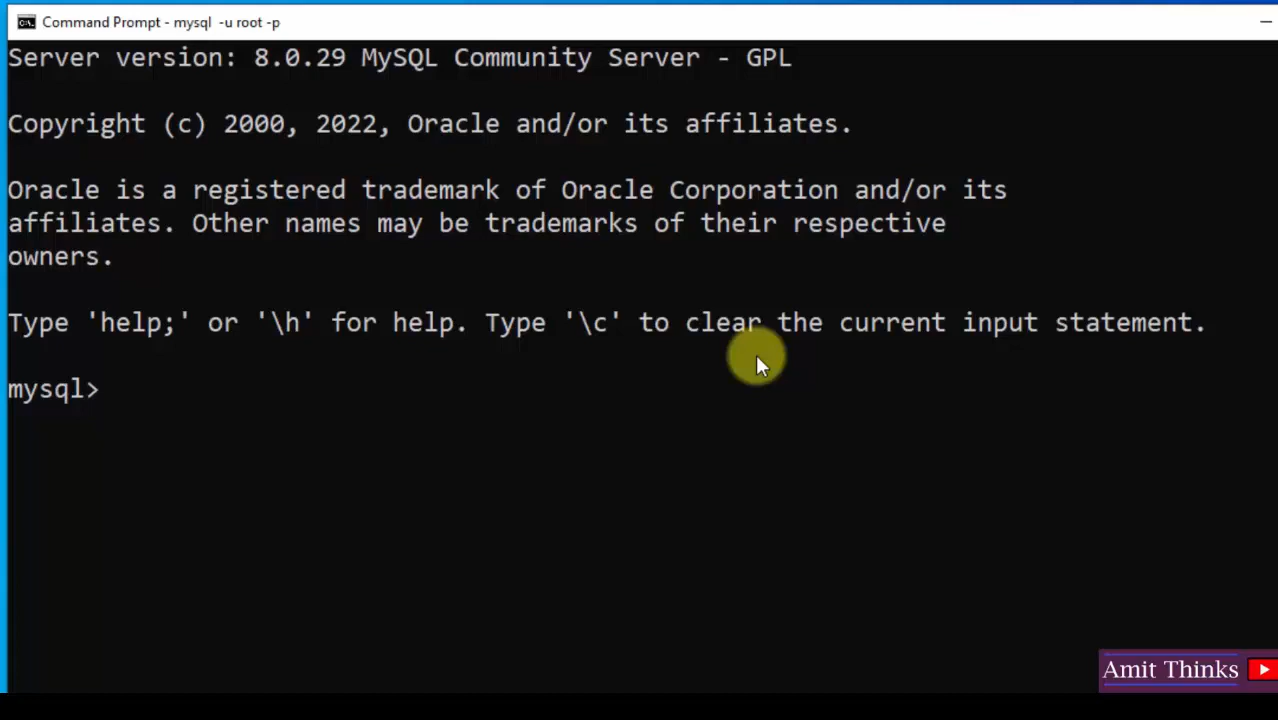 Command Prompt - mysql  -u root -p
Server version: 8.0.29 MySQL Community Server - GPL
Copyright (c) 2000, 2022, Oracle and/or its affiliates.
Oracle is a registered trademark of Oracle Corporation and/or its
affiliates. Other names may be trademarks of their respective
owners.
Type 'help;' or '\h' for help. Type '\c' to clear the current input statement.
mysql>
Amit Thinks